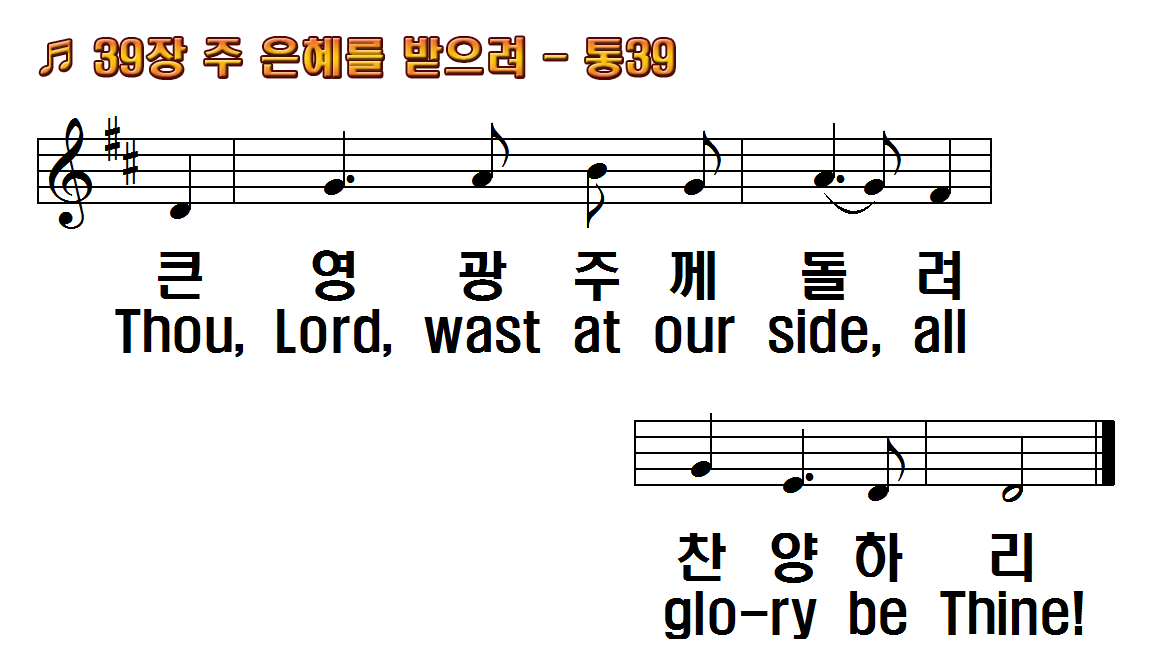 ♬ 39장 주 은혜를 받으려 - 통39
큰 영 광 주 께 돌 려
Thou, Lord, wast at our side, all
찬 양 하 리
glo-ry be Thine!